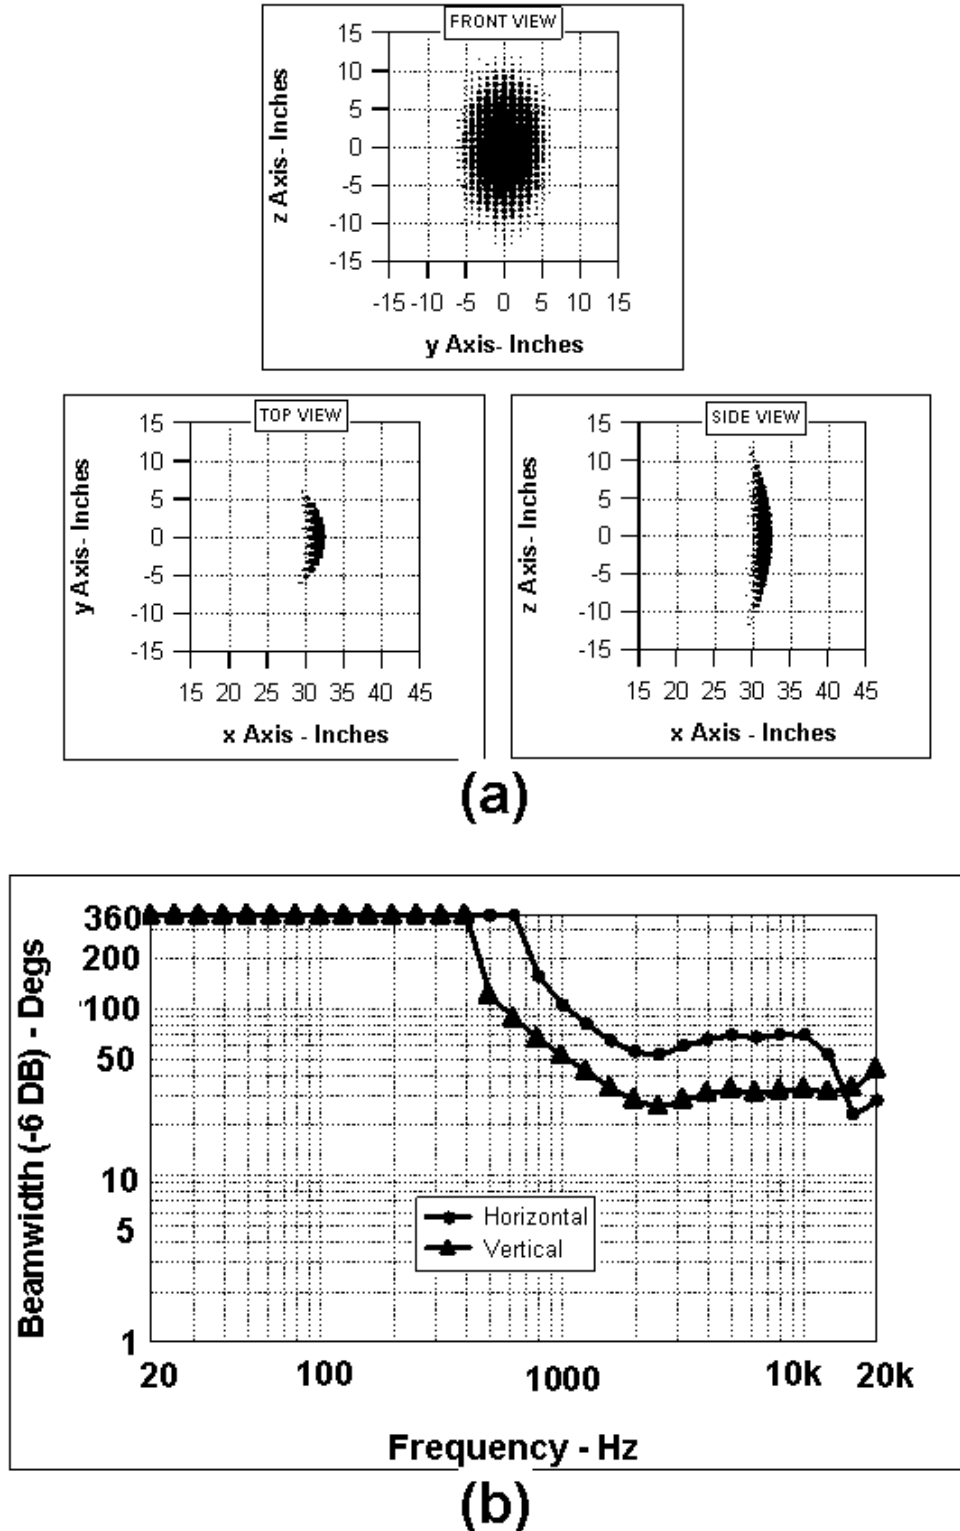 FRONT VIEW
z Axis- Inches
15
10
5
0
-5
-10
-15
-15 -10 -5 0 5 10 15
y Axis- Inches
TOP VIEW
y Axis- Inches
15
10
5
0
-5
-10
-15
15 20 25 30 35 40 45
x Axis - Inches
SIDE VIEW
z Axis- Inches
15
10
5
0
-5
-10
-15
15 20 25 30 35 40 45
x Axis - Inches
(a)
Beamwidth (-6 DB) - Degs
360
200
100
50
10
5
1
Horizontal
Vertical
20 100 1000 10k 20k
Frequency - Hz
(b)